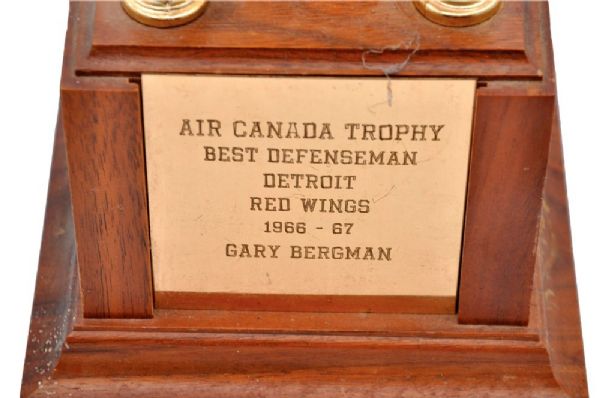 AIR CANADA TROPHY
BEST DEFENSEMAN
DETROIT
RED WINGS
1966 - 67
GARY BERGMAN